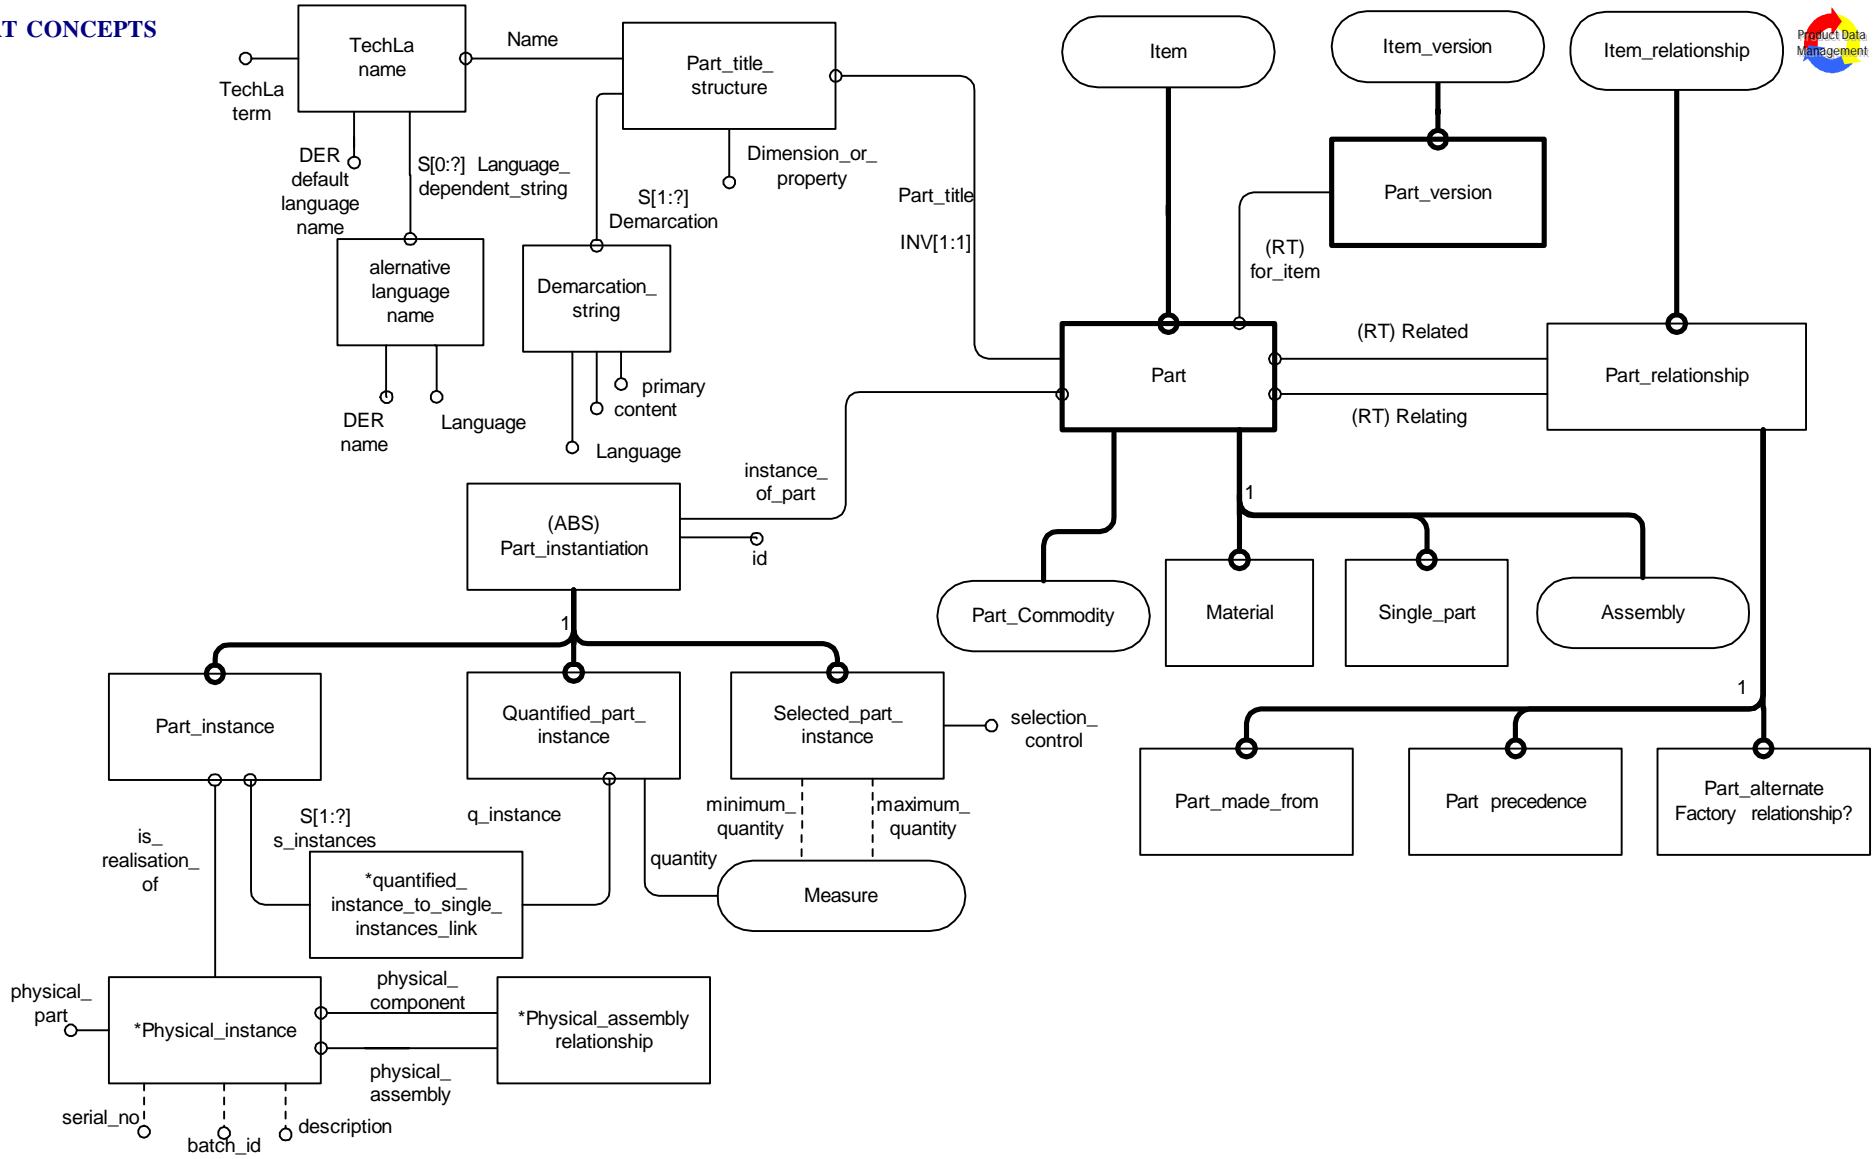 T CONCEPTS
TechLa
name
Name
Part_title_
structure
Item
Item_version
Item_relationship
Product Data
Management
TechLa
term
DER
default
language
name
S[0:?] Language_
dependent_string
S[1:?]
Demarcation
Dimension_or_
property
Part_title
INV[1:1]
Part_version
(RT)
for_item
alernative
language
name
Demarcation_
string
DER
name
Language
primary
content
Language
Part
(RT) Related
(RT) Relating
Part_relationship
instance_
of_part
(ABS)
Part_instantiation
id
1
1
Part_Commodity
Material
Single_part
Assembly
1
Part_instance
Quantified_part_
instance
Selected_part_
instance
selection_
control
Part_made_from
Part precedence
Part_alternate
Factory relationship?
is_
realisation_
of
S[1:?]
s_instances
q_instance
quantity
minimum_
quantity
maximum_
quantity
*quantified_
instance_to_single_
instances_link
Measure
physical_
part
*Physical_instance
physical_
component
physical_
assembly
*Physical_assembly
relationship
serial_no
batch_id
description